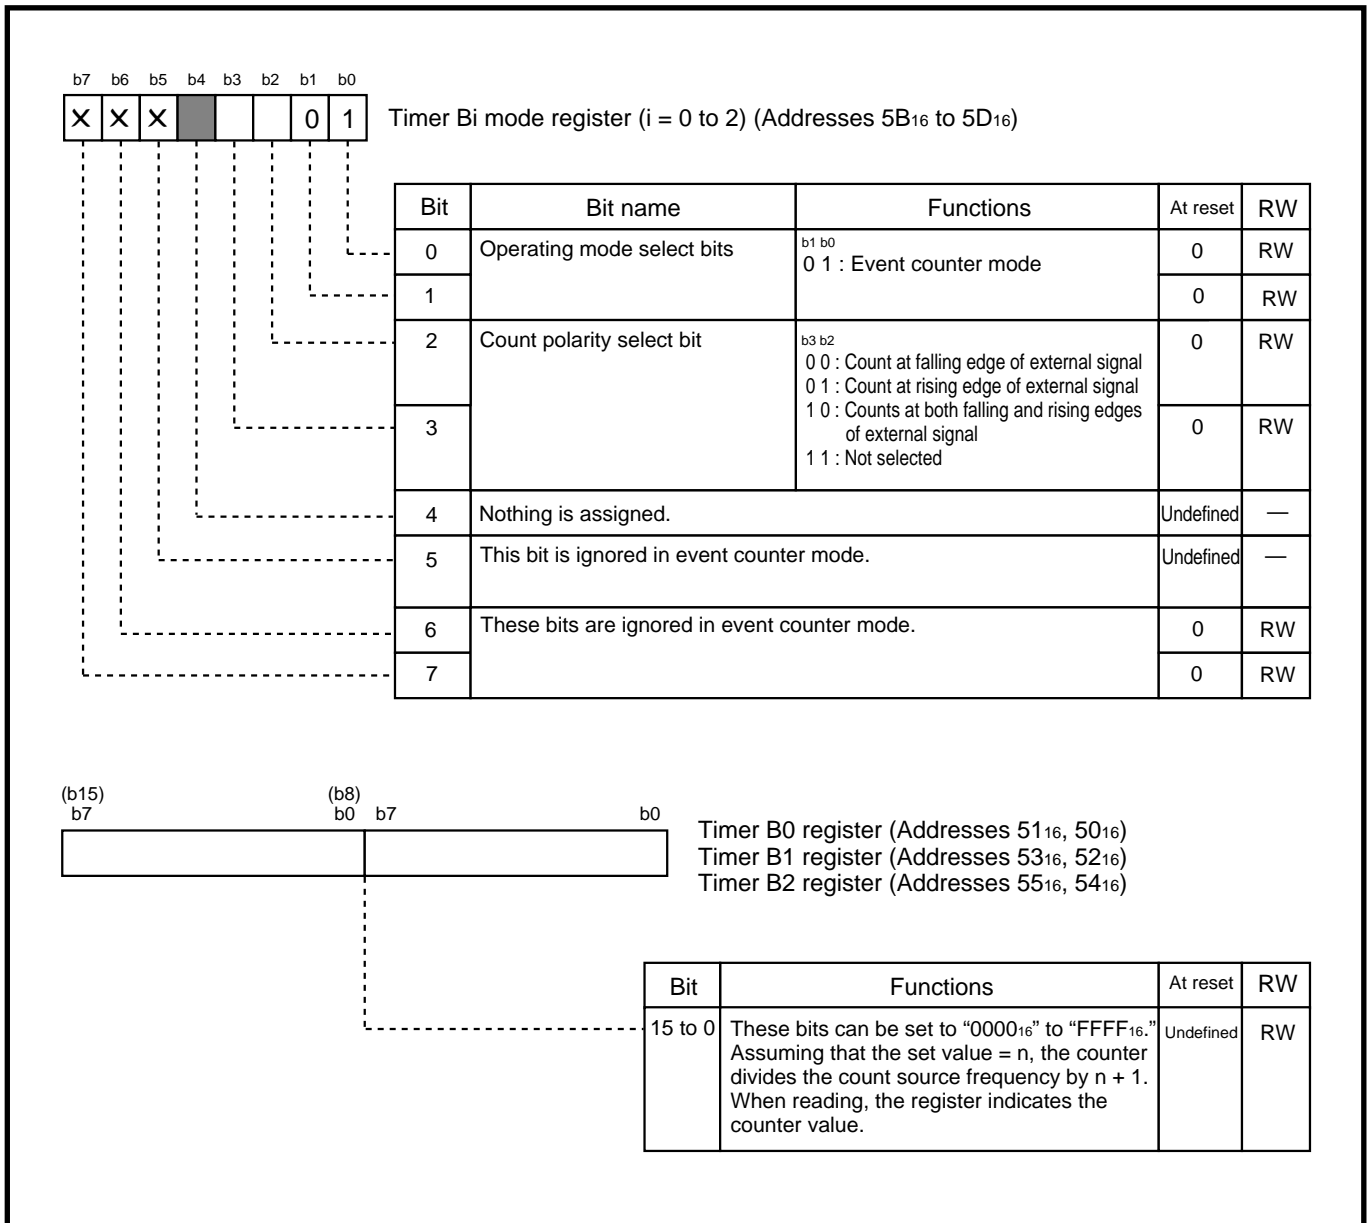 b7 b6 b5 b4 b3 b2 b1 b0
X X X 0 1 Timer Bi mode register (i = 0 to 2) (Addresses 5B16 to 5D16)
Bit Bit name Functions At reset RW
0 Operating mode select bits b1 b0 0 RW
0 1 : Event counter mode
1 0 RW
2 Count polarity select bit b3 b2 0 RW
0 0 : Count at falling edge of external signal
0 1 : Count at rising edge of external signal
1 0 : Counts at both falling and rising edges
3 of external signal 0 RW
1 1 : Not selected
4 Nothing is assigned. Undefined —
5 This bit is ignored in event counter mode. Undefined —
6 These bits are ignored in event counter mode. 0 RW
7 0 RW
(b15) (b8)
b7 b0 b7 b0
Timer B0 register (Addresses 5116, 5016)
Timer B1 register (Addresses 5316, 5216)
Timer B2 register (Addresses 5516, 5416)
Bit Functions At reset RW
15 to 0 These bits can be set to “000016” to “FFFF16.” Undefined RW
Assuming that the set value = n, the counter
divides the count source frequency by n + 1.
When reading, the register indicates the
counter value.